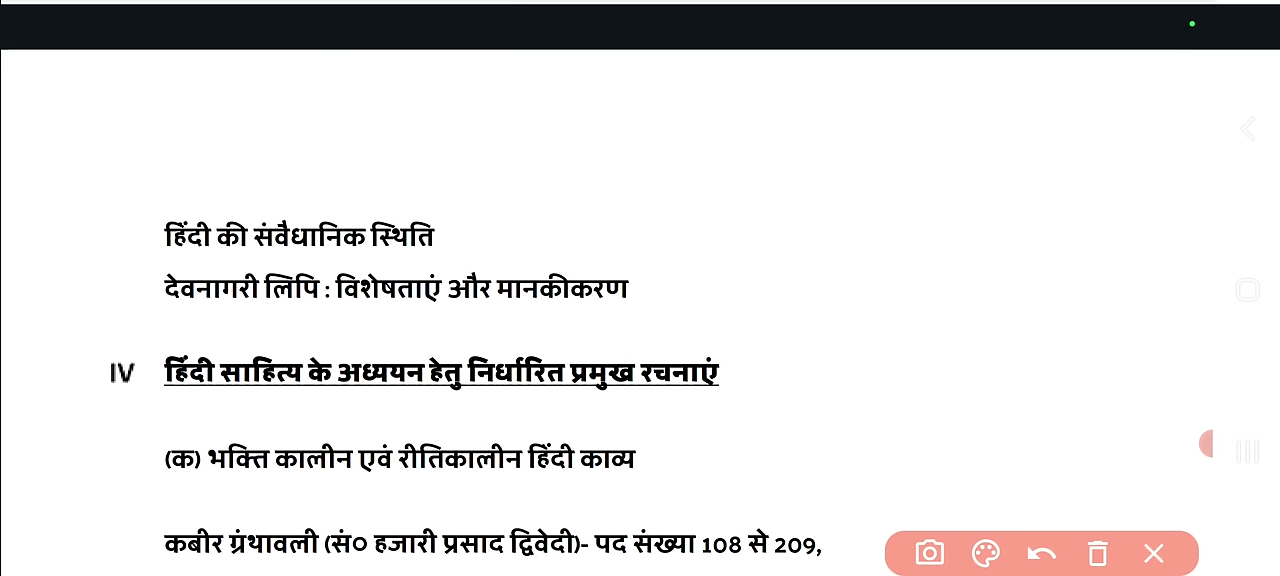 हिंदी की संवैधानिक स्थिति
देवनागरी लिपि : विशेषताएं और मानकीकरण
IV हिंदी साहित्य के अध्ययन हेतु निर्धारित प्रमुख रचनाएं
(क) भक्ति कालीन एवं रीतिकालीन हिंदी काव्य
कबीर ग्रंथावली (सं० हजारी प्रसाद द्विवेदी)- पद संख्या 108 से 209,